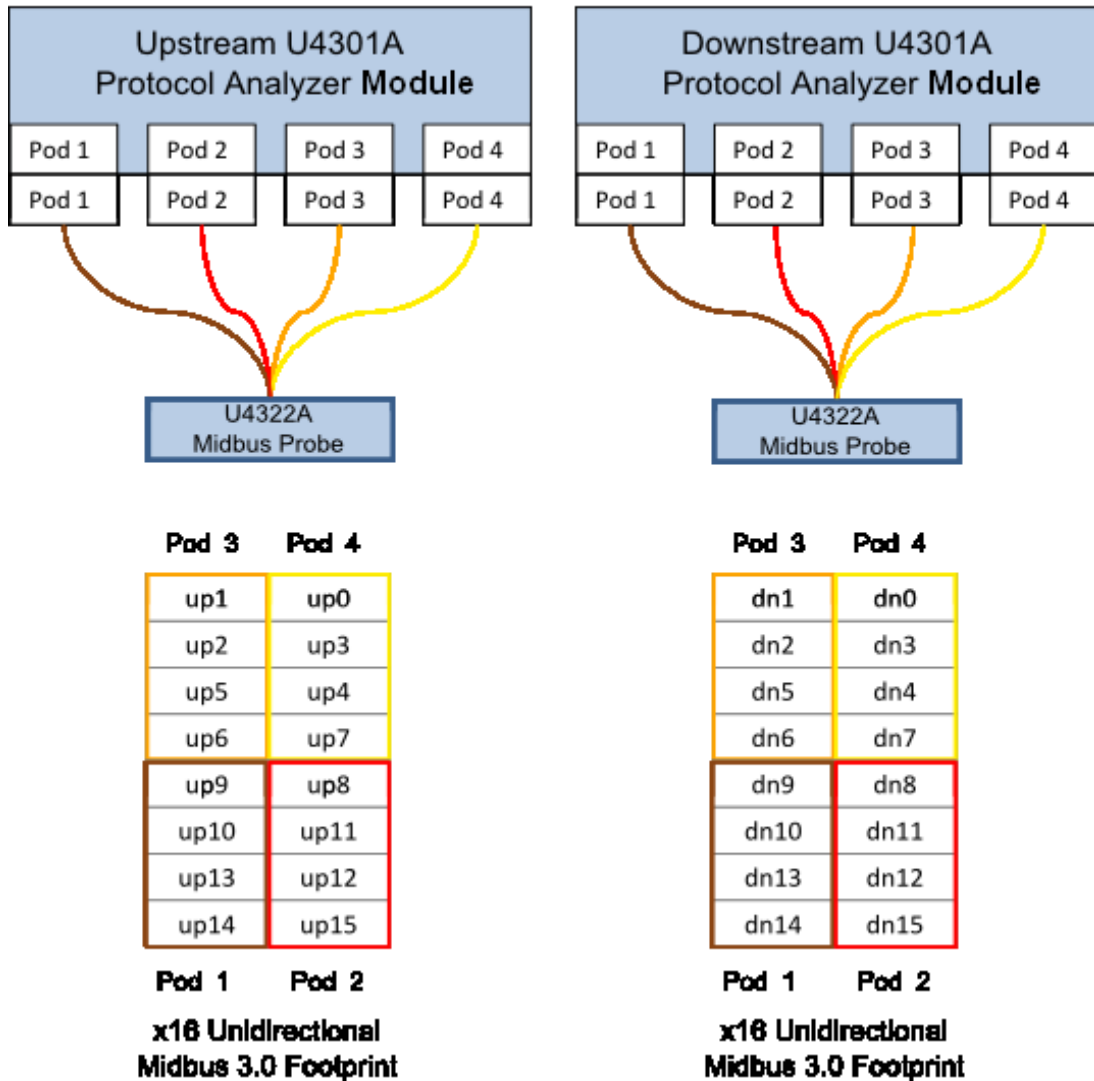 Upstream U4301A
Protocol Analyzer Module
Pod 1 Pod 2 Pod 3 Pod 4
Pod 1 Pod 2 Pod 3 Pod 4
U4322A
Midbus Probe
Pod 3 Pod 4
up1 up0
up2 up3
up5 up4
up6 up7
up9 up8
up10 up11
up13 up12
up14 up15
Pod 1 Pod 2
x16 Unidirectional
Midbus 3.0 Footprint
Downstream U4301A
Protocol Analyzer Module
Pod 1 Pod 2 Pod 3 Pod 4
Pod 1 Pod 2 Pod 3 Pod 4
U4322A
Midbus Probe
Pod 3 Pod 4
dn1 dn0
dn2 dn3
dn5 dn4
dn6 dn7
dn9 dn8
dn10 dn11
dn13 dn12
dn14 dn15
Pod 1 Pod 2
x16 Unidirectional
Midbus 3.0 Footprint